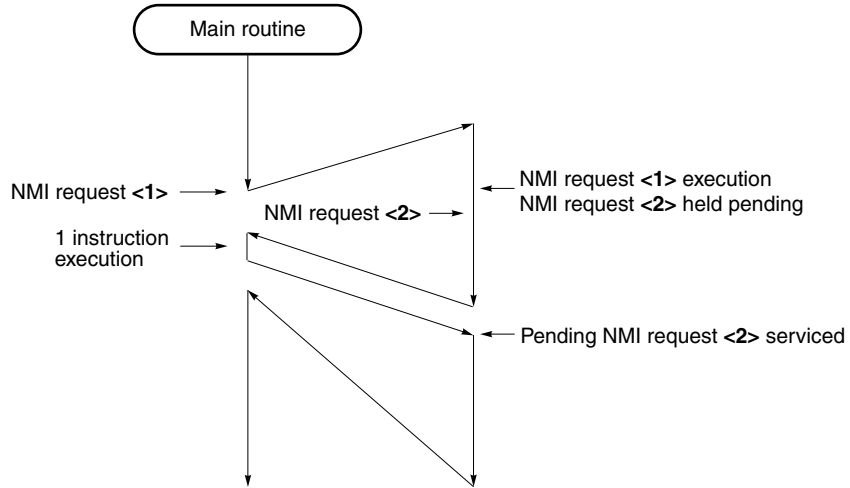 Main routine
NMI request <1>
NMI request <1> execution
NMI request <2> held pending
NMI request <2>
1 instruction
execution
Pending NMI request <2> serviced